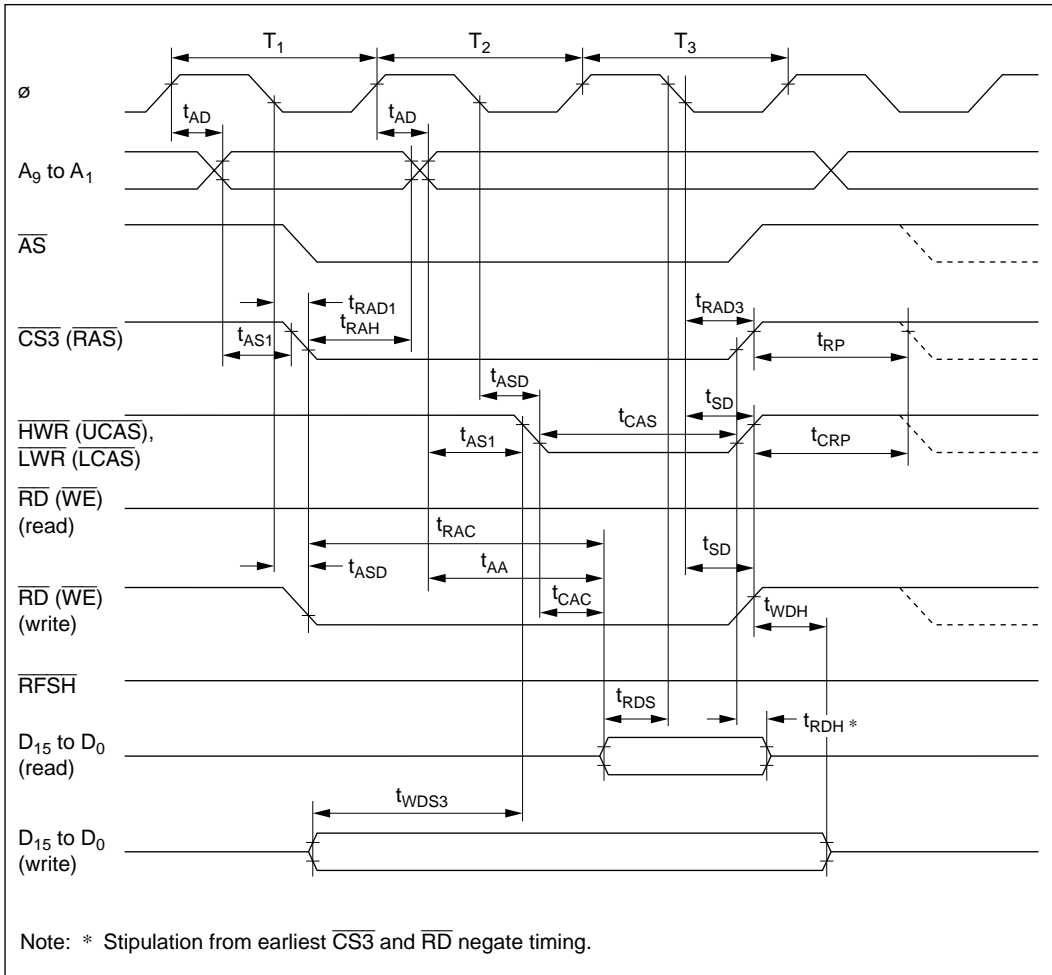 T1 T2 T3
ø
tAD tAD
A9 to A1
AS
tRAD1 tRAD3
CS3 (RAS) tAS1 tRAH tRP
tASD tSD
HWR (UCAS), tCAS
LWR (LCAS) tAS1 tCRP
RD (WE)
(read)
tRAC tSD
tASD tAA
RD (WE) tCAC tWDH
(write)
RFSH
tRDS tRDH *
D15 to D0
(read)
tWDS3
D15 to D0
(write)
Note: * Stipulation from earliest CS3 and RD negate timing.